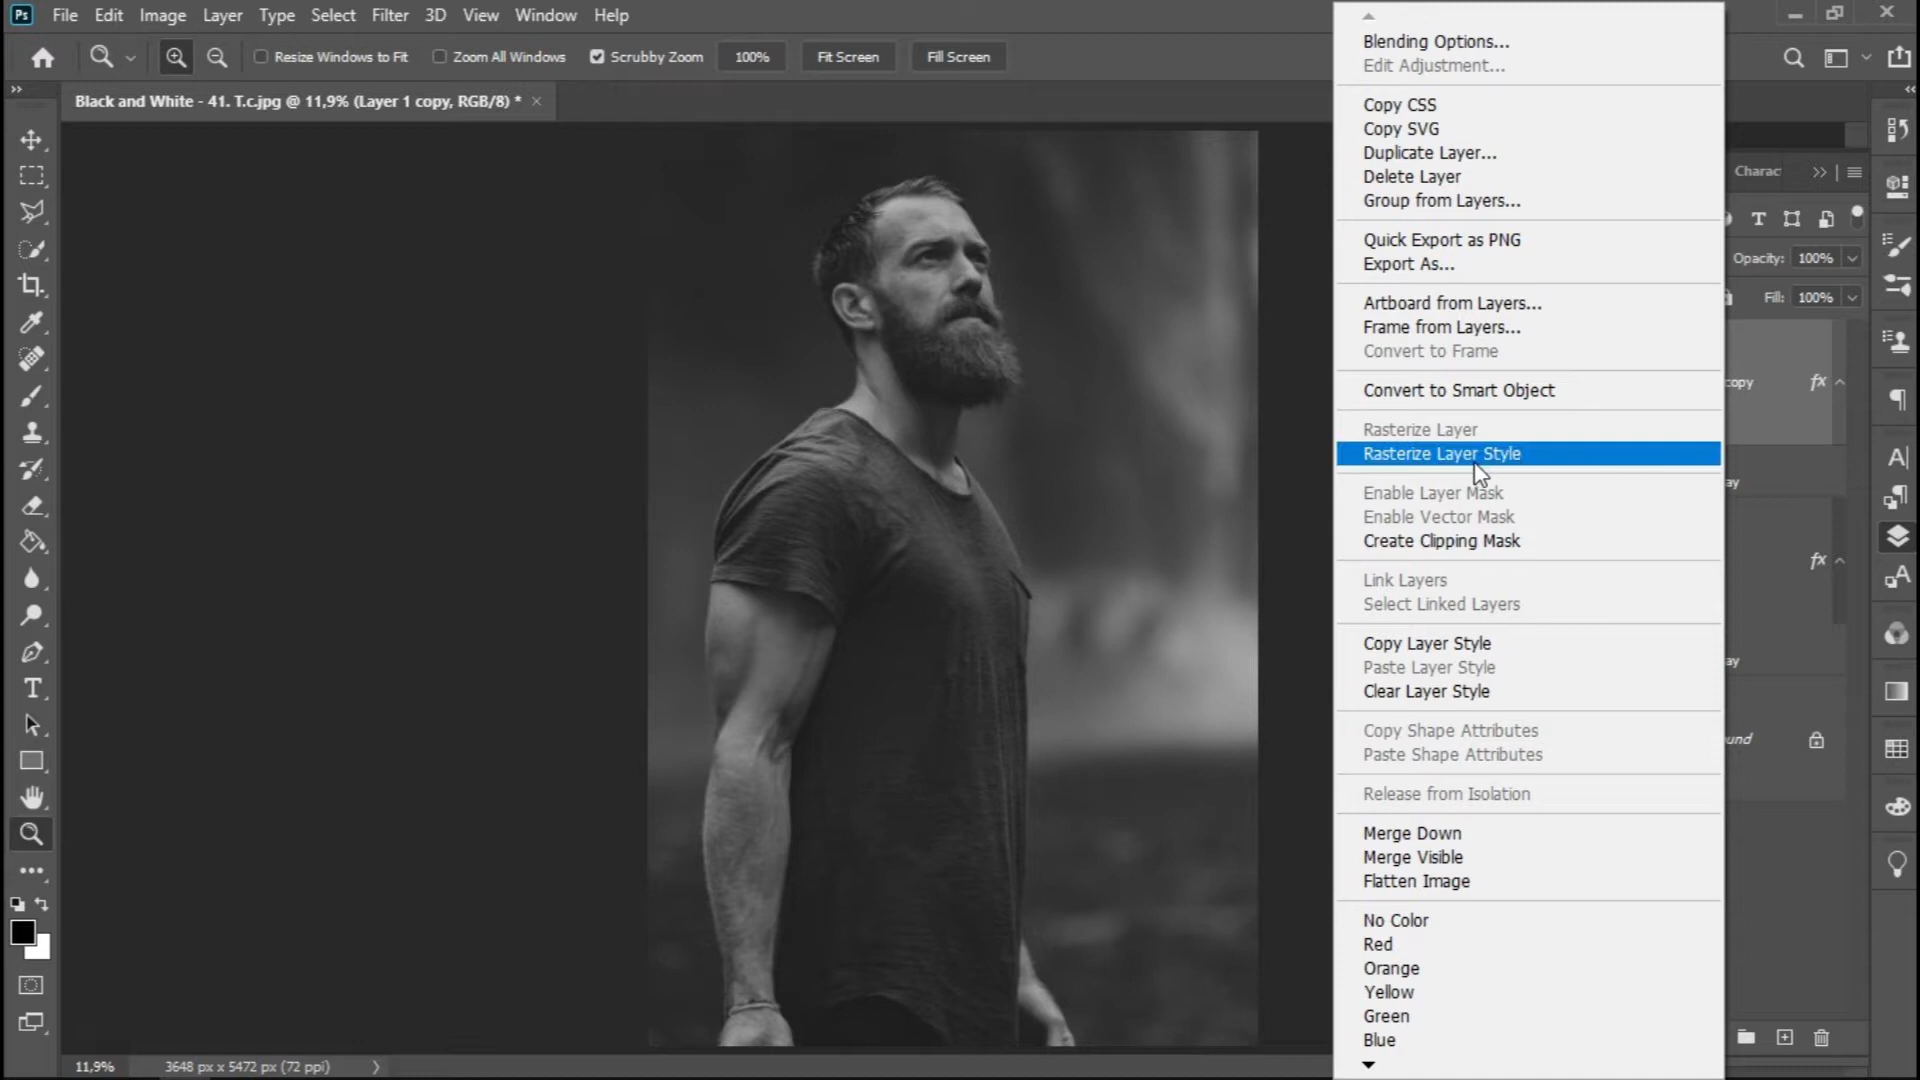 Ps File Edit Image Layer Type Select Filter 3D View Window Help
Resize Windows to Fit Zoom All Windows Scrubby Zoom 100% Fit Screen Fill Screen
Black and White - 41. T.c.jpg @ 11,9% (Layer 1 copy, RGB/8) *
Blending Options...
Edit Adjustment...
Copy CSS
Copy SVG
Duplicate Layer...
Delete Layer
Group from Layers...
Quick Export as PNG
Export As...
Artboard from Layers...
Frame from Layers...
Convert to Frame
Convert to Smart Object
Rasterize Layer
Rasterize Layer Style
Enable Layer Mask
Enable Vector Mask
Create Clipping Mask
Link Layers
Select Linked Layers
Copy Layer Style
Paste Layer Style
Clear Layer Style
Copy Shape Attributes
Paste Shape Attributes
Release from Isolation
Merge Down
Merge Visible
Flatten Image
No Color
Red
Orange
Yellow
Green
Blue
Charac
Opacity: 100%
Fill: 100%
copy fx
ay
fx
ay
und
11,9% 3648 px x 5472 px (72 ppi)